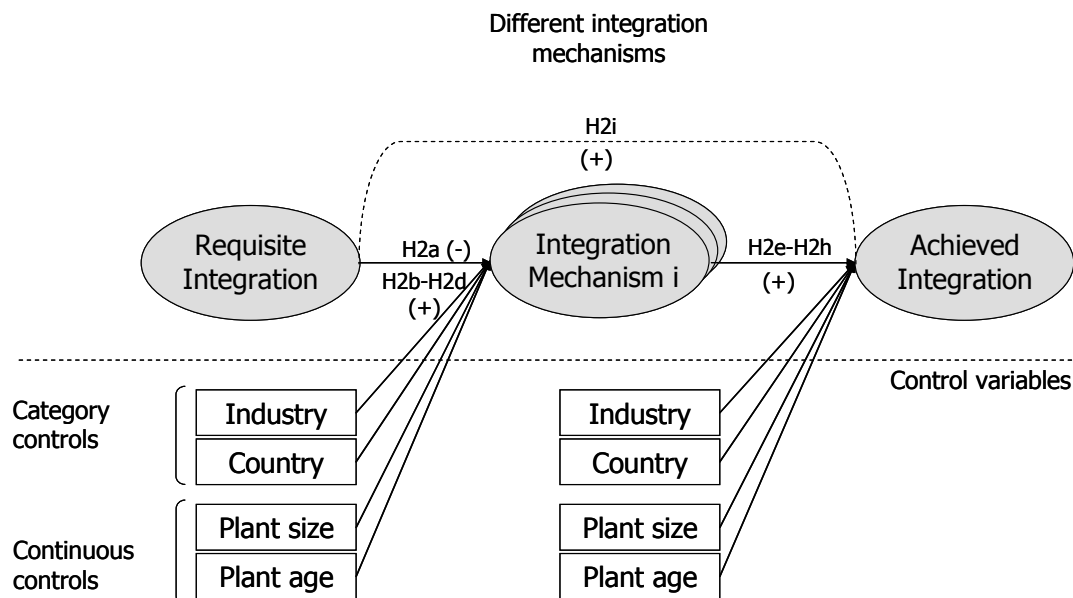 Different integration
mechanisms
H2i
(+)
Requisite
Integration
H2a (-)
H2b-H2d
(+)
Integration
Mechanism i
H2e-H2h
(+)
Achieved
Integration
Control variables
Category
controls
Industry
Country
Industry
Country
Continuous
controls
Plant size
Plant age
Plant size
Plant age